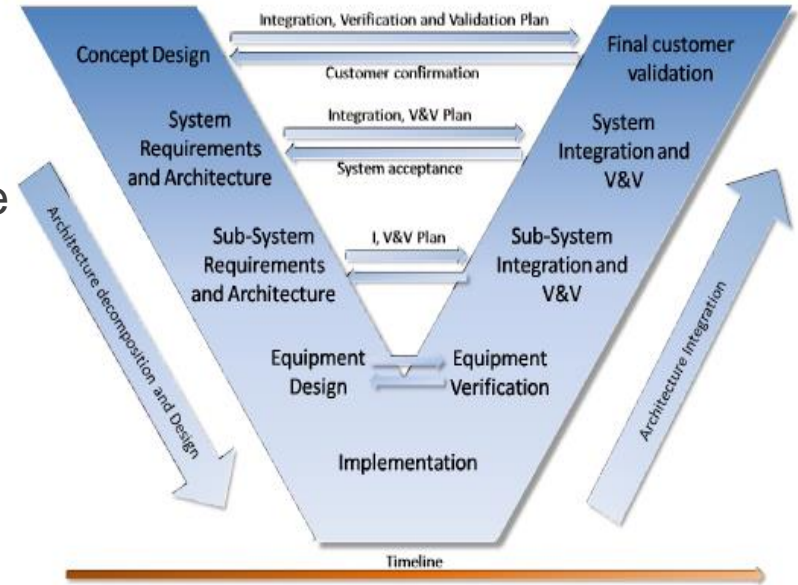 Integration, Verification and Validation Plan
Concept Design
Final customer
validation
Customer confirmation
System
Requirements
and Architecture
Integration, V&V Plan
System acceptance
System
Integration and
V&V
e
Architecture decomposition and Design
Sub-System
Requirements
and Architecture
I, V&V Plan
Sub-System
Integration and
V&V
Architecture Integration
Equipment
Design
Equipment
Verification
Implementation
Timeline